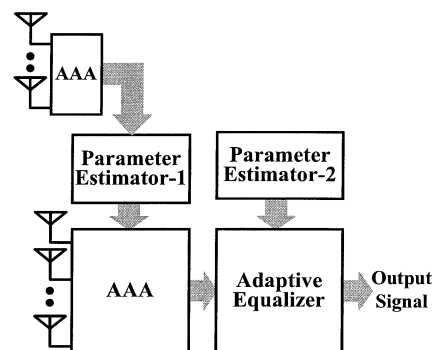 AAA
Parameter
Estimator-1
Parameter
Estimator-2
AAA
Adaptive
Equalizer
Output
Signal